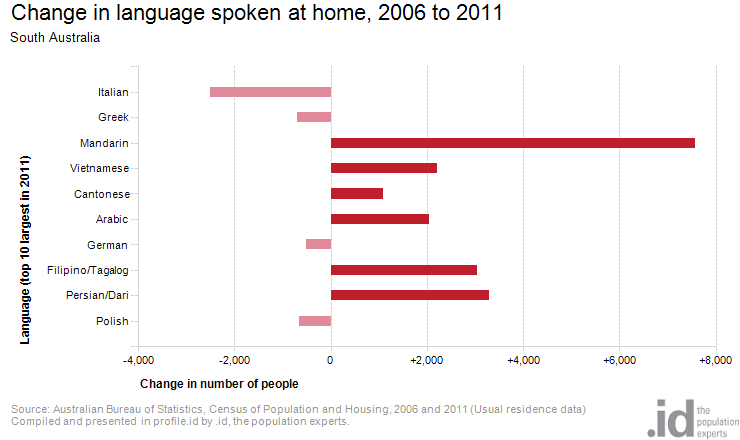 Change in language spoken at home, 2006 to 2011
South Australia
Language (top 10 largest in 2011)
Italian
Greek
Mandarin
Vietnamese
Cantonese
Arabic
German
Filipino/Tagalog
Persian/Dari
Polish
-4,000 -2,000 0 +2,000 +4,000 +6,000 +8,000
Change in number of people
Source: Australian Bureau of Statistics, Census of Population and Housing, 2006 and 2011 (Usual residence data)
Compiled and presented in profile.id by .id, the population experts.
.id the
population
experts